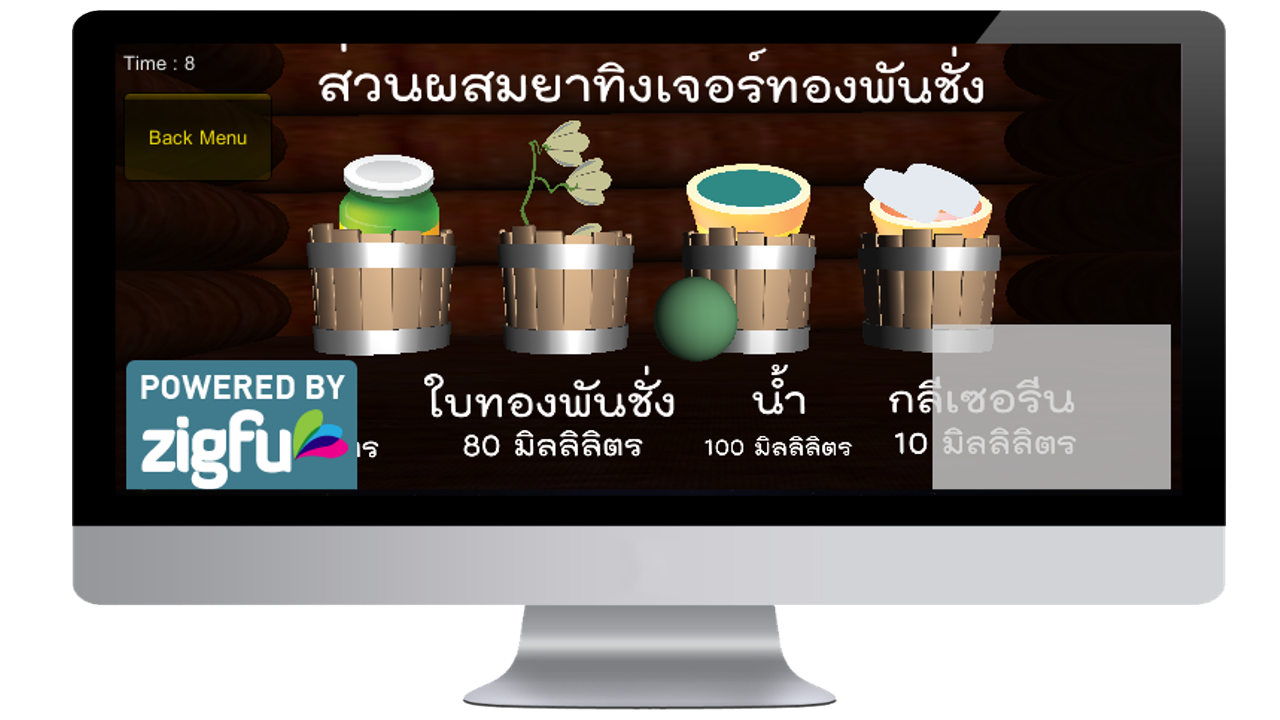 Time : 8
ส่วนผสมยาทิงเจอร์ทองพันชั่ง
Back Menu
POWERED BY
zigfu
ใบทองพันชั่ง
80 มิลลิลิตร
น้ำ
100 มิลลิลิตร
กลีเซอรีน
10 มิลลิลิตร